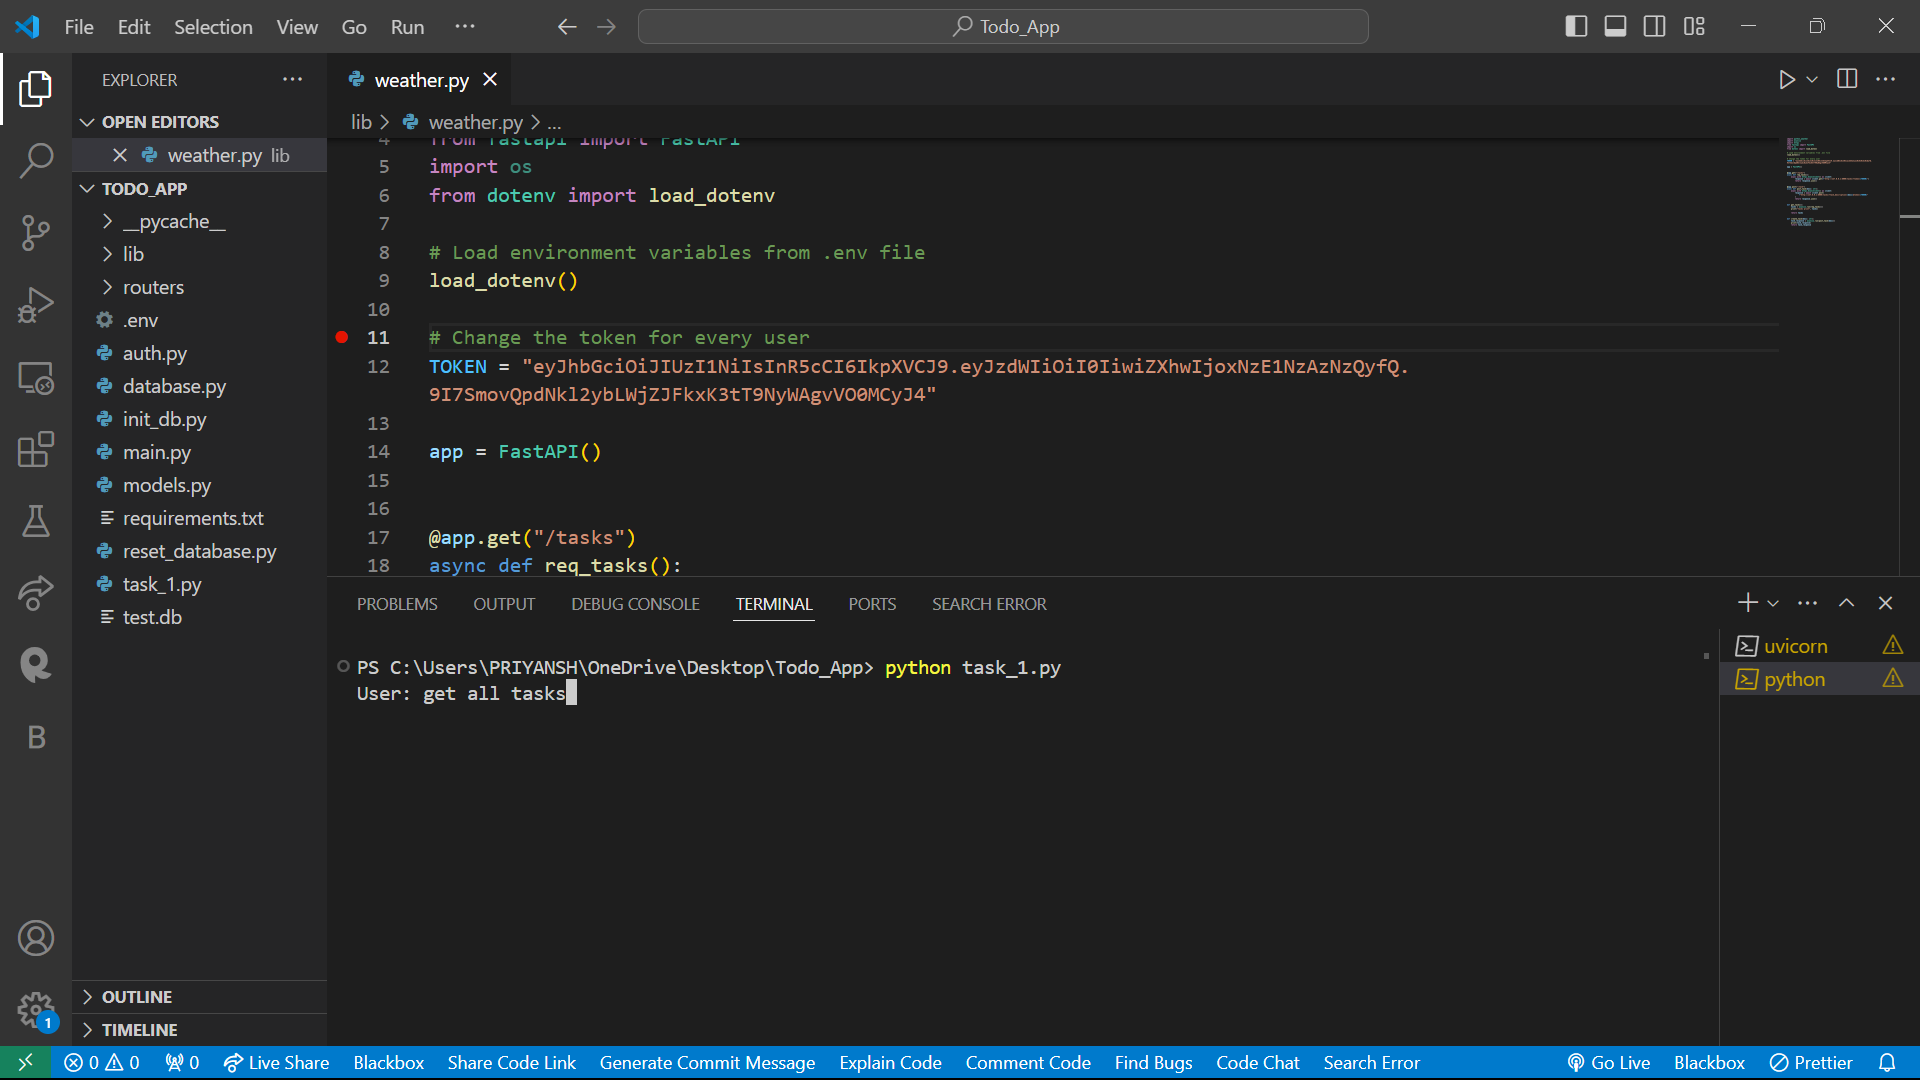 File Edit Selection View Go Run ··· Todo_App
EXPLORER
OPEN EDITORS
weather.py lib
TODO_APP
__pycache__
lib
routers
.env
auth.py
database.py
init_db.py
main.py
models.py
requirements.txt
reset_database.py
task_1.py
test.db
OUTLINE
TIMELINE
weather.py
lib > weather.py > ...
4 from fastapi import FastAPI
5 import os
6 from dotenv import load_dotenv
7
8 # Load environment variables from .env file
9 load_dotenv()
10
11 # Change the token for every user
12 TOKEN = "eyJhbGciOiJIUzI1NiIsInR5cCI6IkpXVCJ9.eyJzdWIiOiI0IiwiZXhwIjoxNzE1NzAzNzQyfQ.
9I7SmovQpdNkl2ybLWjZJFkxK3tT9NyWAgvVO0MCyJ4"
13
14 app = FastAPI()
15
16
17 @app.get("/tasks")
18 async def req_tasks():
PROBLEMS OUTPUT DEBUG CONSOLE TERMINAL PORTS SEARCH ERROR
PS C:\Users\PRIYANSH\OneDrive\Desktop\Todo_App> python task_1.py
User: get all tasks
uvicorn
python
B
1
0 0 0 Live Share Blackbox Share Code Link Generate Commit Message Explain Code Comment Code Find Bugs Code Chat Search Error Go Live Blackbox Prettier